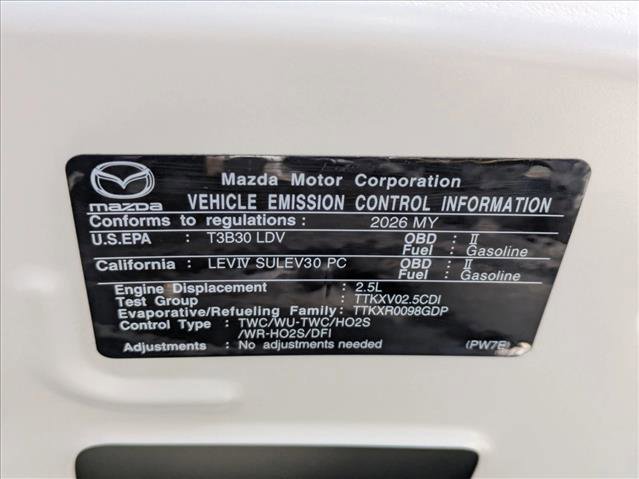 mazda
Mazda Motor Corporation
VEHICLE EMISSION CONTROL INFORMATION
Conforms to regulations : 2026 MY
U.S.EPA : T3B30 LDV OBD : II
Fuel : Gasoline
California : LEVIV SULEV30 PC OBD : II
Fuel : Gasoline
Engine Displacement : 2.5L
Test Group : TTKXV02.5CDI
Evaporative/Refueling Family: TTKXR0098GDP
Control Type : TWC/WU-TWC/HO2S
/WR-HO2S/DFI
Adjustments : No adjustments needed (PW7E)